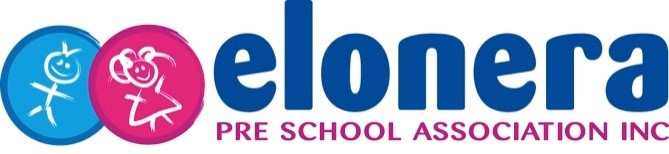 elonera
PRE SCHOOL ASSOCIATION INC